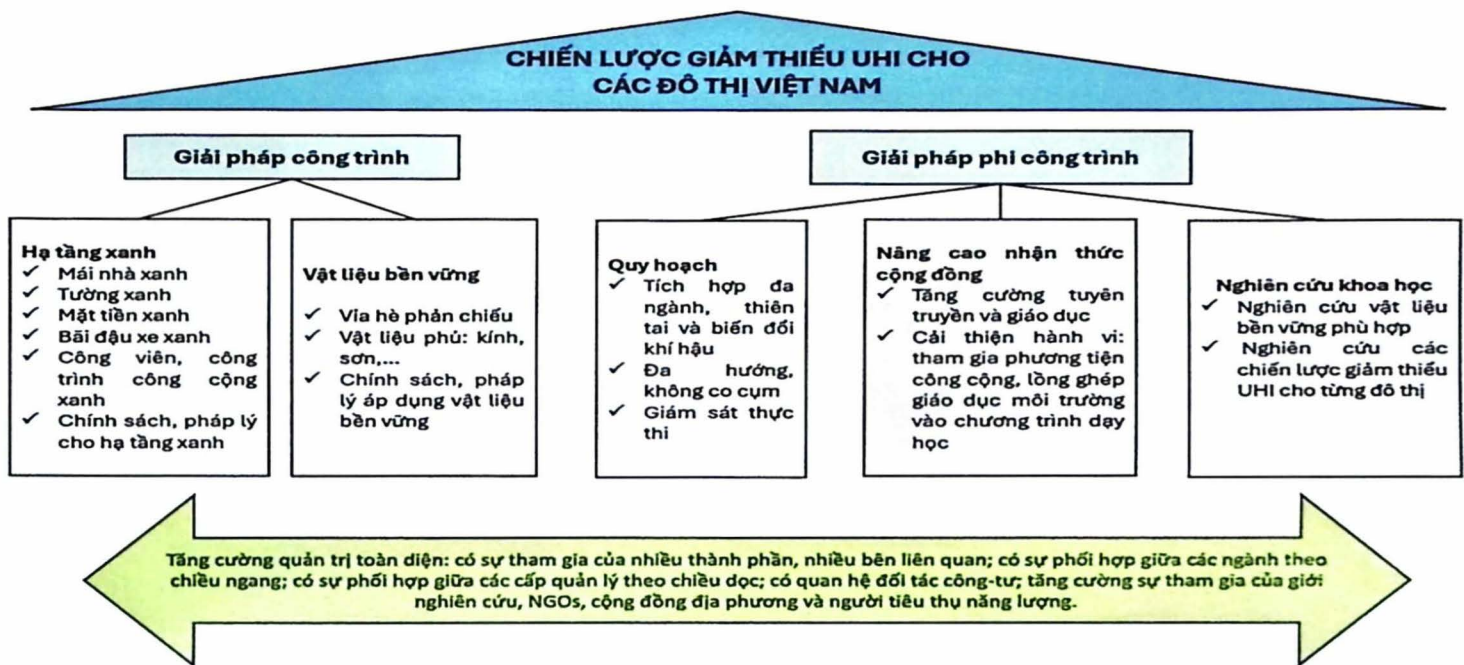 CHIẾN LƯỢC GIẢM THIỂU UHI CHO
CÁC ĐÔ THỊ VIỆT NAM
Giải pháp công trình
Giải pháp phi công trình
Hạ tầng xanh
✓ Mái nhà xanh
✓ Tường xanh
✓ Mặt tiền xanh
✓ Bãi đậu xe xanh
✓ Công viên, công
trình công cộng
xanh
✓ Chính sách, pháp lý
cho hạ tầng xanh
Vật liệu bền vững
✓ Vỉa hè phản chiếu
✓ Vật liệu phủ: kính,
sơn,...
✓ Chính sách, pháp
lý áp dụng vật liệu
bền vững
Quy hoạch
✓ Tích hợp đa
ngành, thiên
tai và biến đổi
khí hậu
✓ Đa hướng,
không co cụm
✓ Giám sát thực
thi
Nâng cao nhận thức
cộng đồng
✓ Tăng cường tuyên
truyền và giáo dục
✓ Cải thiện hành vi:
tham gia phương tiện
công cộng, lồng ghép
giáo dục môi trường
vào chương trình dạy
học
Nghiên cứu khoa học
✓ Nghiên cứu vật liệu
bền vững phù hợp
✓ Nghiên cứu các
chiến lược giảm thiểu
UHI cho từng đô thị
Tăng cường quản trị toàn diện: có sự tham gia của nhiều thành phần, nhiều bên liên quan; có sự phối hợp giữa các ngành theo
chiều ngang; có sự phối hợp giữa các cấp quản lý theo chiều dọc; có quan hệ đối tác công-tư; tăng cường sự tham gia của giới
nghiên cứu, NGOs, cộng đồng địa phương và người tiêu thụ năng lượng.